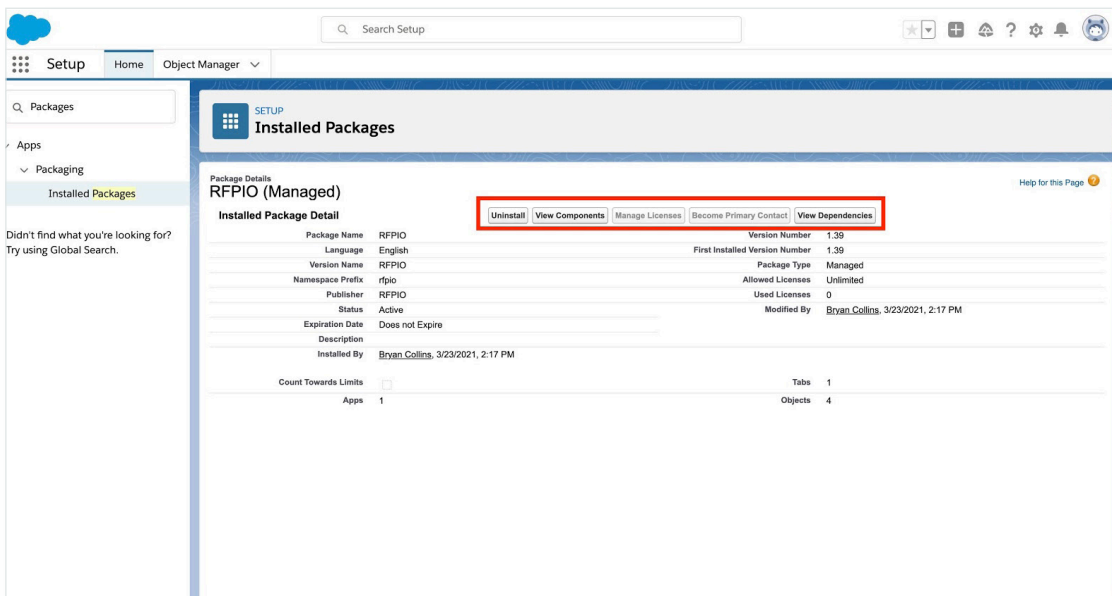 Search Setup
Setup Home Object Manager
Packages
Apps
Packaging
Installed Packages
Didn't find what you're looking for?
Try using Global Search.
SETUP
Installed Packages
Package Details
RFPIO (Managed)
Help for this Page
Installed Package Detail
Uninstall View Components Manage Licenses Become Primary Contact View Dependencies
Package Name RFPIO Version Number 1.39
Language English First Installed Version Number 1.39
Version Name RFPIO Package Type Managed
Namespace Prefix rfpio Allowed Licenses Unlimited
Publisher RFPIO Used Licenses 0
Status Active Modified By Bryan Collins, 3/23/2021, 2:17 PM
Expiration Date Does not Expire
Description
Installed By Bryan Collins, 3/23/2021, 2:17 PM
Count Towards Limits Tabs 1
Apps 1 Objects 4